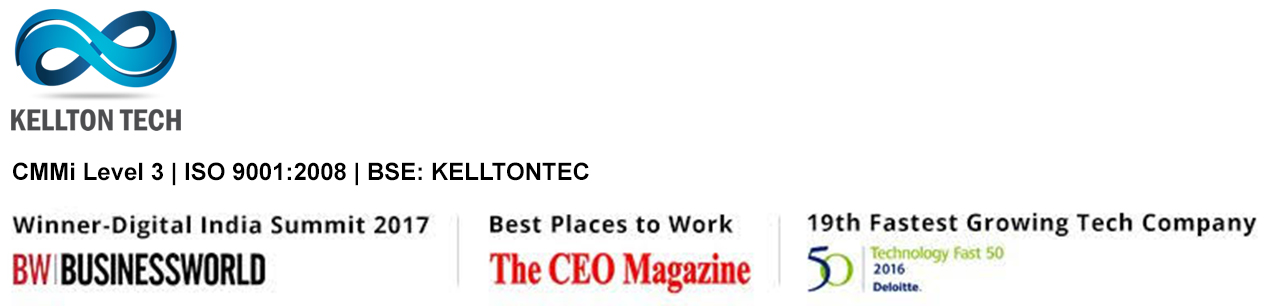 KELLTON TECH
CMMi Level 3 | ISO 9001:2008 | BSE: KELLTONTEC
Winner-Digital India Summit 2017
BW|BUSINESSWORLD
Best Places to Work
The CEO Magazine
19th Fastest Growing Tech Company
50 Technology Fast 50
2016
Deloitte.